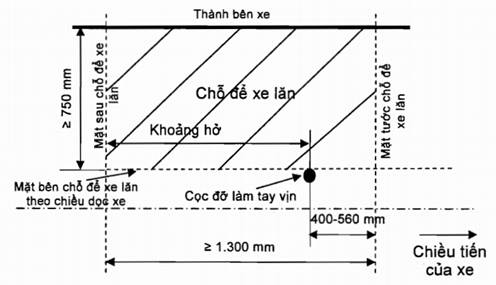 Thành bên xe
≥ 750 mm
Mặt sau chỗ để xe
lăn
Chỗ để xe lăn
Mặt tước chỗ để
xe lăn
Khoảng hở
Mặt bên chỗ để xe lăn
theo chiều dọc xe
Cọc đỡ làm tay vịn
400-560 mm
≥ 1.300 mm
Chiều tiến
của xe